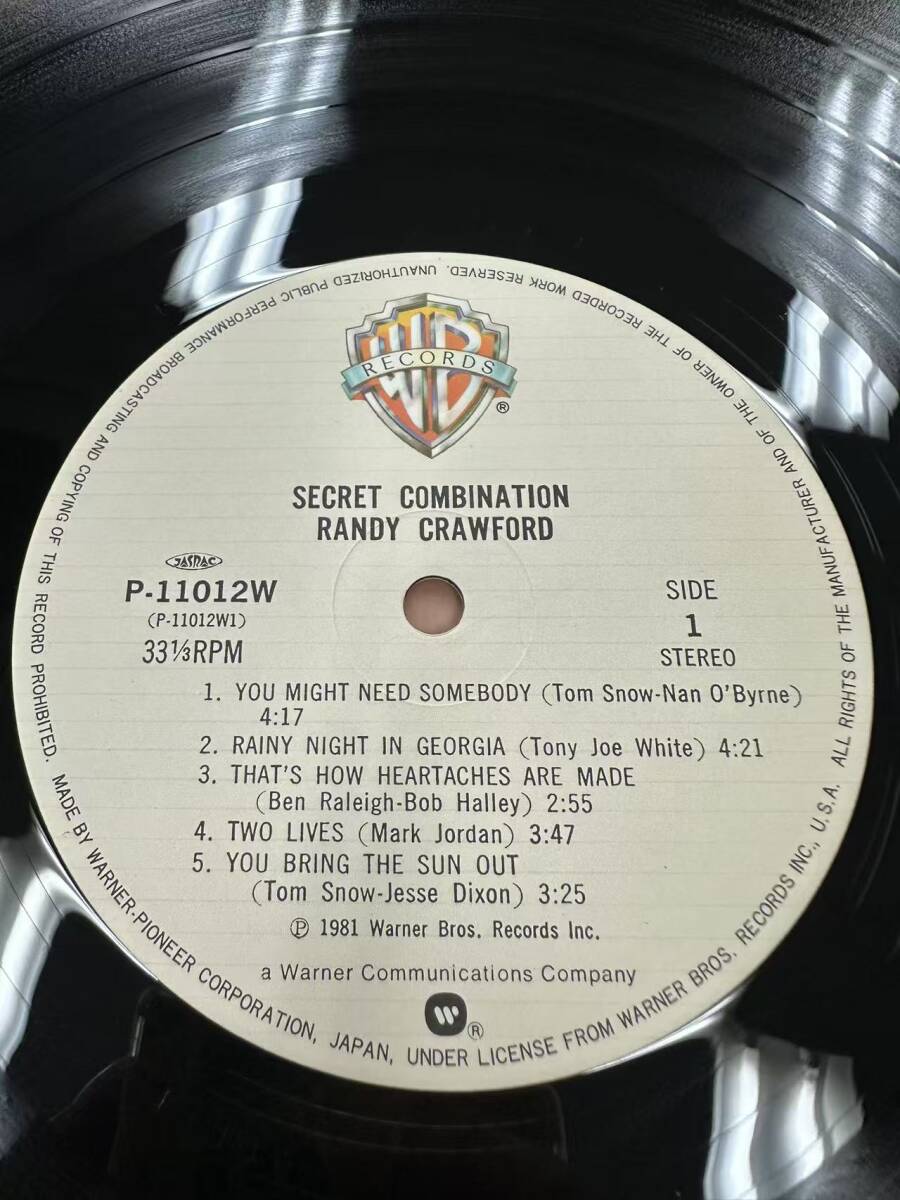 WB
RECORDS
®
SECRET COMBINATION
RANDY CRAWFORD
JASRAC
P-11012W
(P-11012W1)
33⅓RPM
SIDE
1
STEREO
1. YOU MIGHT NEED SOMEBODY (Tom Snow-Nan O'Byrne)
4:17
2. RAINY NIGHT IN GEORGIA (Tony Joe White) 4:21
3. THAT'S HOW HEARTACHES ARE MADE
(Ben Raleigh-Bob Halley) 2:55
4. TWO LIVES (Mark Jordan) 3:47
5. YOU BRING THE SUN OUT
(Tom Snow-Jesse Dixon) 3:25
Ⓟ 1981 Warner Bros. Records Inc.
a Warner Communications Company
W ®
MADE BY WARNER-PIONEER CORPORATION, JAPAN, UNDER LICENSE FROM WARNER BROS. RECORDS INC., U.S.A. ALL RIGHTS OF THE MANUFACTURER AND OF THE OWNER OF THE RECORDED WORK RESERVED. UNAUTHORIZED PUBLIC PERFORMANCE BROADCASTING AND COPYING OF THIS RECORD PROHIBITED.